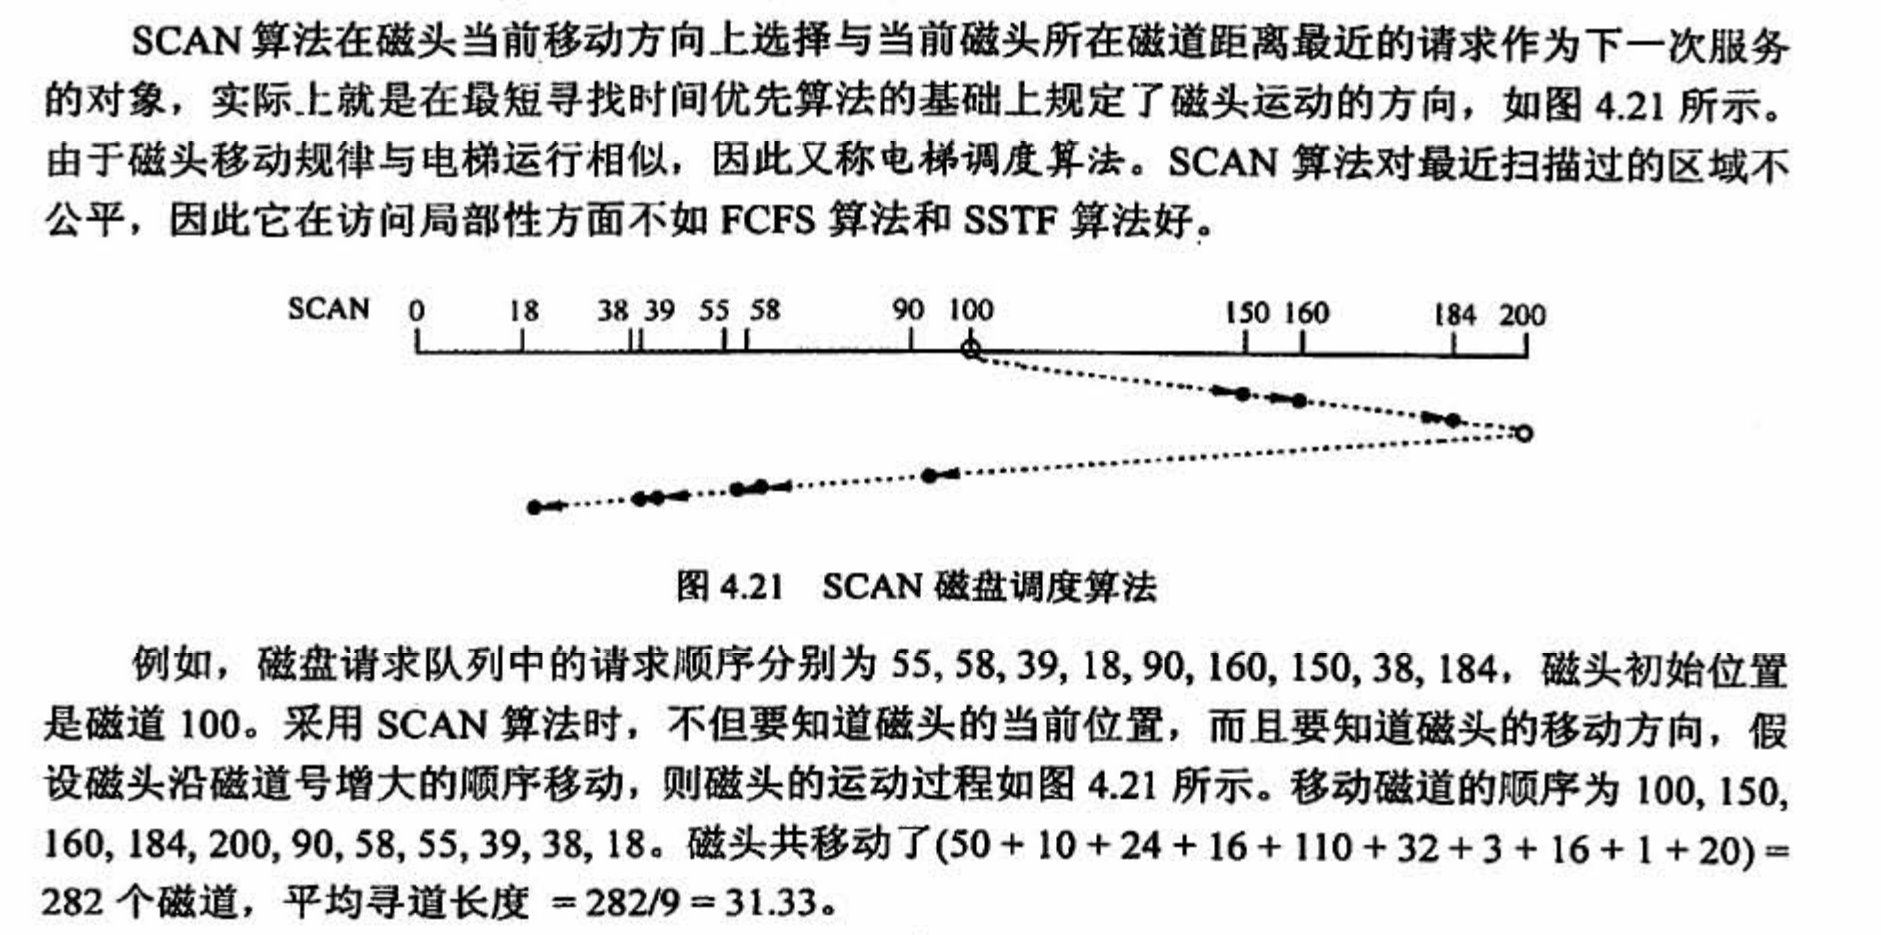 SCAN 算法在磁头当前移动方向上选择与当前磁头所在磁道距离最近的请求作为下一次服务
的对象，实际上就是在最短寻找时间优先算法的基础上规定了磁头运动的方向，如图 4.21 所示。
由于磁头移动规律与电梯运行相似，因此又称电梯调度算法。SCAN 算法对最近扫描过的区域不
公平，因此它在访问局部性方面不如 FCFS 算法和 SSTF 算法好。
SCAN 0 18 38 39 55 58 90 100 150 160 184 200
图 4.21 SCAN 磁盘调度算法
例如，磁盘请求队列中的请求顺序分别为 55, 58, 39, 18, 90, 160, 150, 38, 184，磁头初始位置
是磁道 100。采用 SCAN 算法时，不但要知道磁头的当前位置，而且要知道磁头的移动方向，假
设磁头沿磁道号增大的顺序移动，则磁头的运动过程如图 4.21 所示。移动磁道的顺序为 100, 150,
160, 184, 200, 90, 58, 55, 39, 38, 18。磁头共移动了(50 + 10 + 24 + 16 + 110 + 32 + 3 + 16 + 1 + 20) =
282 个磁道，平均寻道长度 = 282/9 = 31.33。